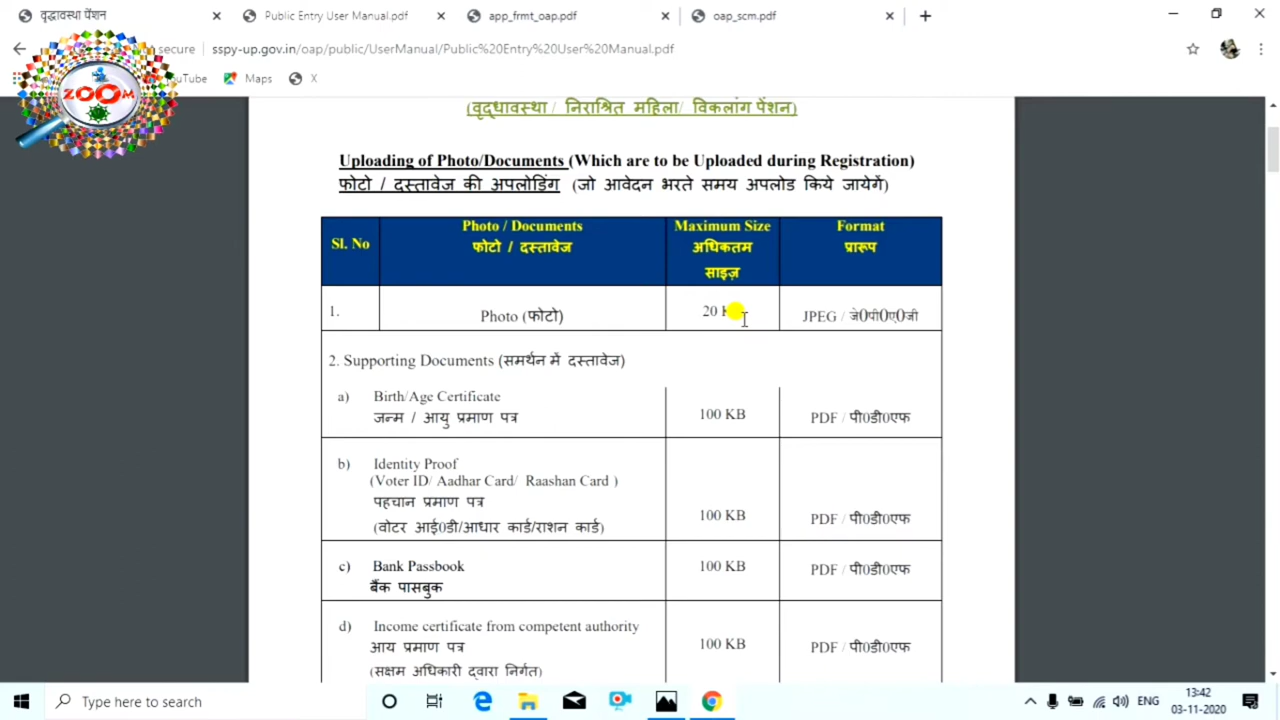 वृद्धावस्था पेंशन
Public Entry User Manual.pdf
app_frmt_oap.pdf
oap_scm.pdf
secure
sspy-up.gov.in/oap/public/UserManual/Public%20Entry%20User%20Manual.pdf
Maps
X
ZOOM
(वृद्धावस्था / निराश्रित महिला/ विकलांग पेंशन)
Uploading of Photo/Documents (Which are to be Uploaded during Registration)
फोटो / दस्तावेज की अपलोडिंग (जो आवेदन भरते समय अपलोड किये जायेगें)
Sl. No
Photo / Documents
फोटो / दस्तावेज
Maximum Size
अधिकतम
साइज़
Format
प्रारूप
1.
Photo (फोटो)
20
JPEG / जे0पी0ए0जी
2. Supporting Documents (समर्थन में दस्तावेज)
a) Birth/Age Certificate
जन्म / आयु प्रमाण पत्र
100 KB
PDF / पी0डी0एफ
b) Identity Proof
(Voter ID/ Aadhar Card/ Raashan Card )
पहचान प्रमाण पत्र
(वोटर आई0डी/आधार कार्ड/राशन कार्ड)
100 KB
PDF / पी0डी0एफ
c) Bank Passbook
बैंक पासबुक
100 KB
PDF / पी0डी0एफ
d) Income certificate from competent authority
आय प्रमाण पत्र
(सक्षम अधिकारी द्वारा निर्गत)
100 KB
PDF / पी0डी0एफ
Type here to search
ENG
13:42
03-11-2020